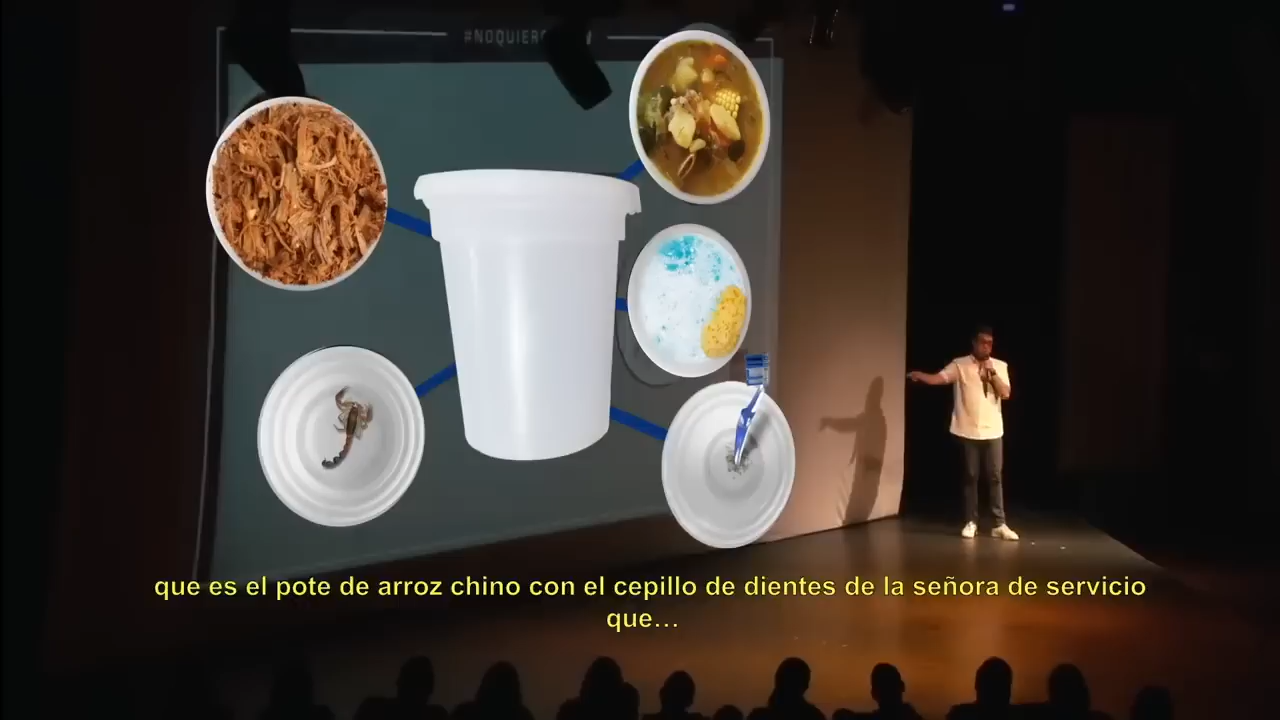 que es el pote de arroz chino con el cepillo de dientes de la señora de servicio
que...